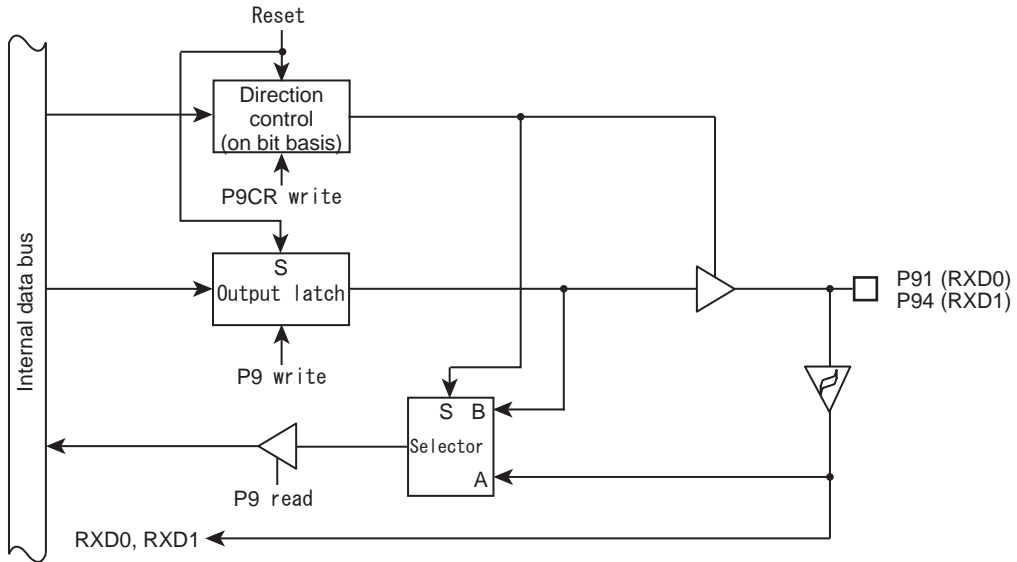 Reset
Direction
control
(on bit basis)
P9CR write
Internal data bus
S
Output latch
P9 write
P91 (RXD0)
P94 (RXD1)
S B
Selector
A
P9 read
RXD0, RXD1